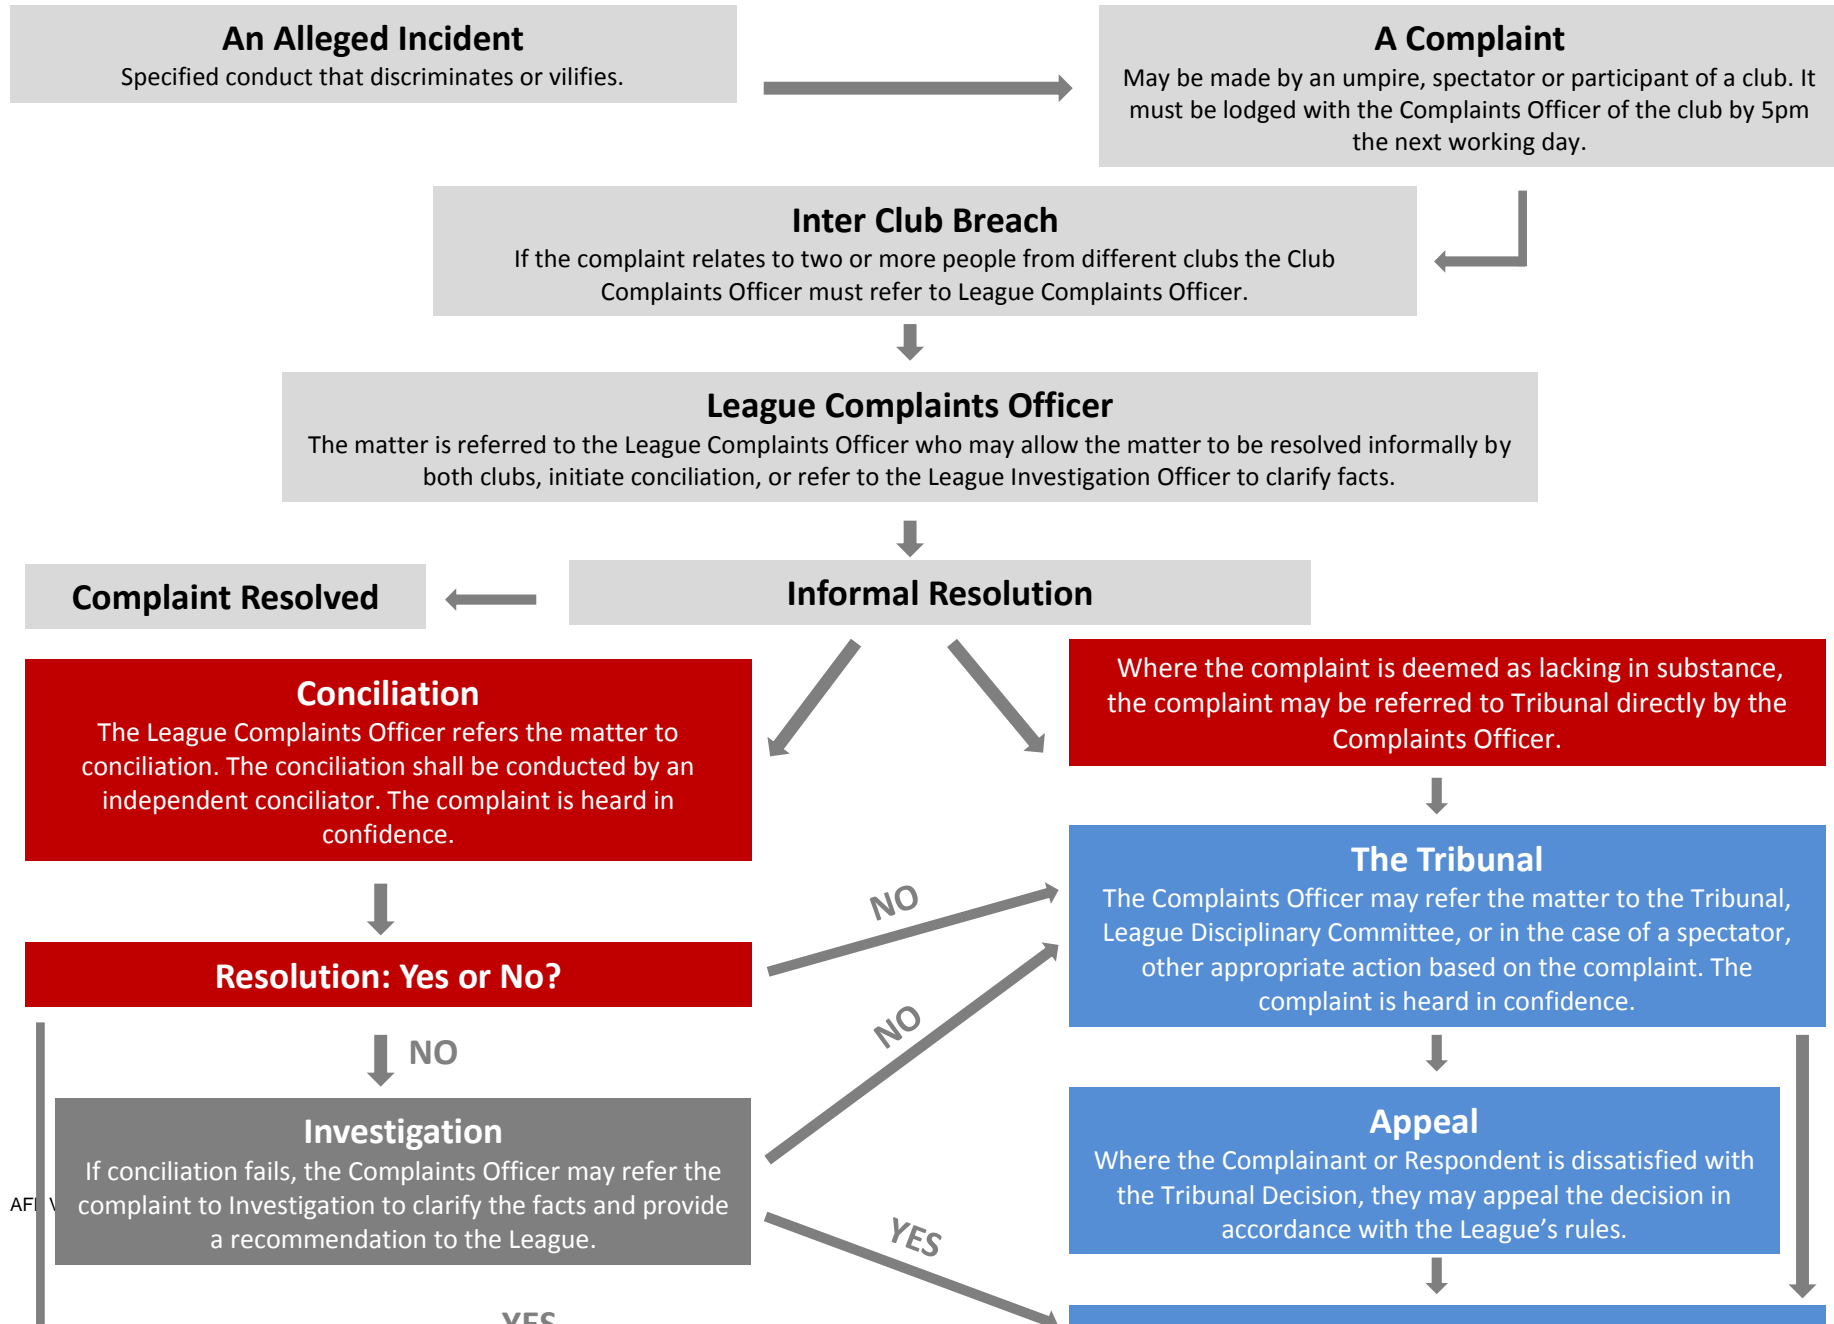 An Alleged Incident
Specified conduct that discriminates or vilifies.
A Complaint
May be made by an umpire, spectator or participant of a club. It
must be lodged with the Complaints Officer of the club by 5pm
the next working day.
Inter Club Breach
If the complaint relates to two or more people from different clubs the Club
Complaints Officer must refer to League Complaints Officer.
League Complaints Officer
The matter is referred to the League Complaints Officer who may allow the matter to be resolved informally by
both clubs, initiate conciliation, or refer to the League Investigation Officer to clarify facts.
Complaint Resolved
Informal Resolution
Conciliation
The League Complaints Officer refers the matter to
conciliation. The conciliation shall be conducted by an
independent conciliator. The complaint is heard in
confidence.
Where the complaint is deemed as lacking in substance,
the complaint may be referred to Tribunal directly by the
Complaints Officer.
Resolution: Yes or No?
NO
The Tribunal
The Complaints Officer may refer the matter to the Tribunal,
League Disciplinary Committee, or in the case of a spectator,
other appropriate action based on the complaint. The
complaint is heard in confidence.
NO
NO
Investigation
If conciliation fails, the Complaints Officer may refer the
complaint to Investigation to clarify the facts and provide
a recommendation to the League.
Appeal
Where the Complainant or Respondent is dissatisfied with
the Tribunal Decision, they may appeal the decision in
accordance with the League's rules.
YES
YES